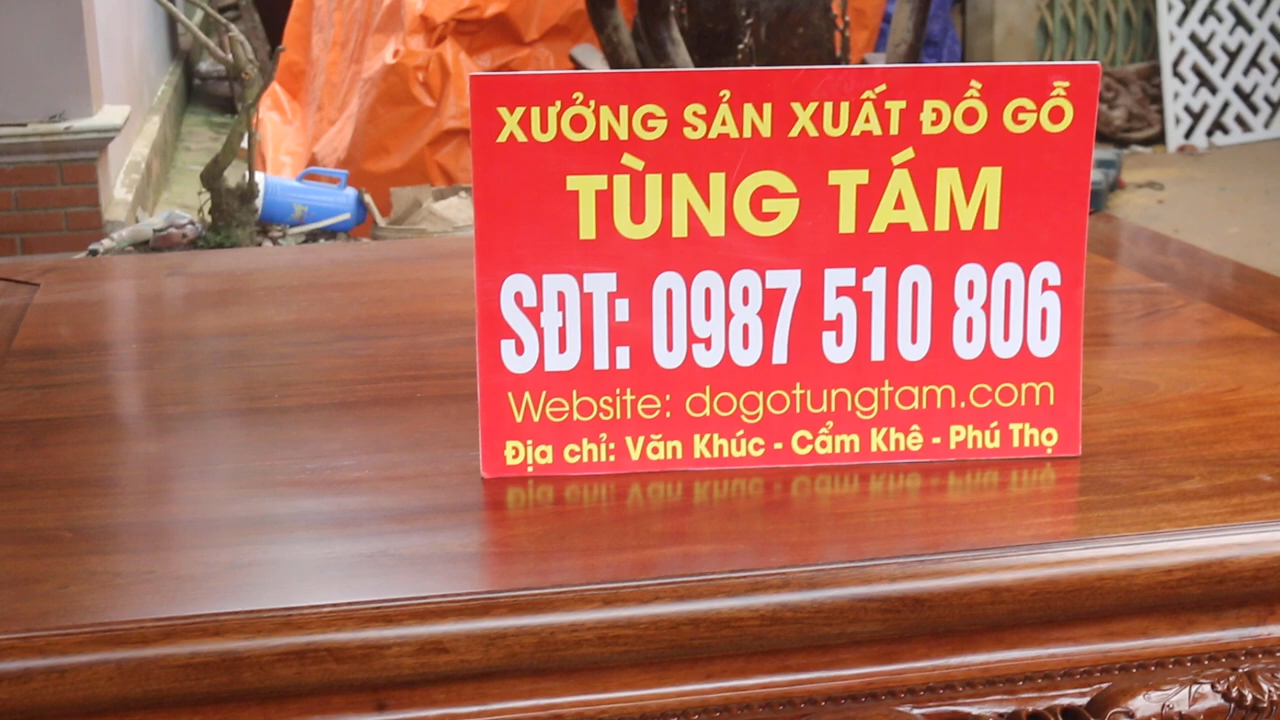 XƯỞNG SẢN XUẤT ĐỒ GỖ
TÙNG TÁM
SĐT: 0987 510 806
Website: dogotungtam.com
Địa chỉ: Văn Khúc - Cẩm Khê - Phú Thọ